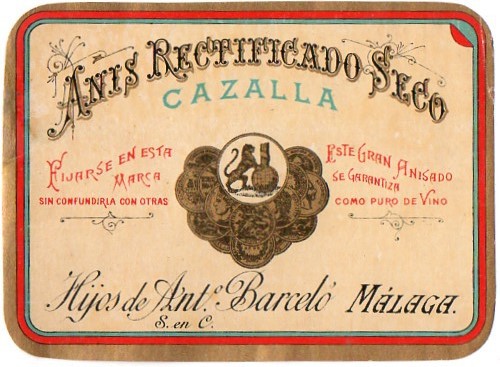 ANIS RECTIFICADO SECO
CAZALLA
FIJARSE EN ESTA
MARCA
SIN CONFUNDIRLA CON OTRAS
ESTE GRAN ANISADO
SE GARANTIZA
COMO PURO DE VINO
Hijos de Ant.º Barceló MÁLAGA.
S. en C.